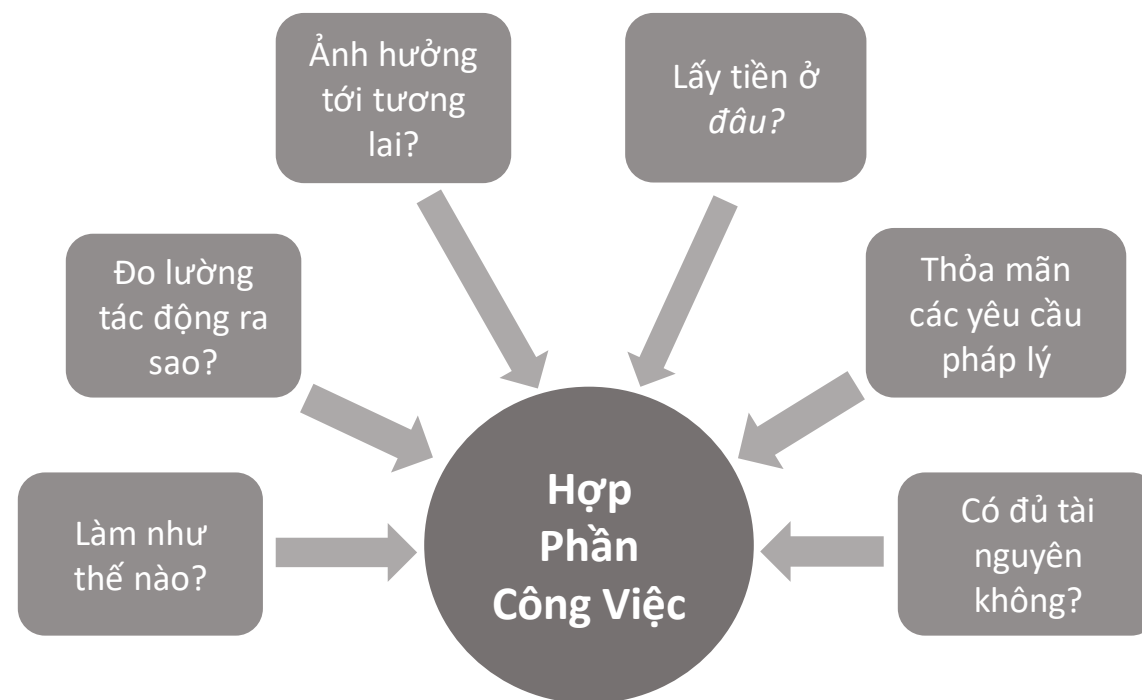 Ảnh hưởng
tới tương
lai?
Lấy tiền ở
đâu?
Đo lường
tác động ra
sao?
Thỏa mãn
các yêu cầu
pháp lý
Làm như
thế nào?
Hợp
Phần
Công Việc
Có đủ tài
nguyên
không?